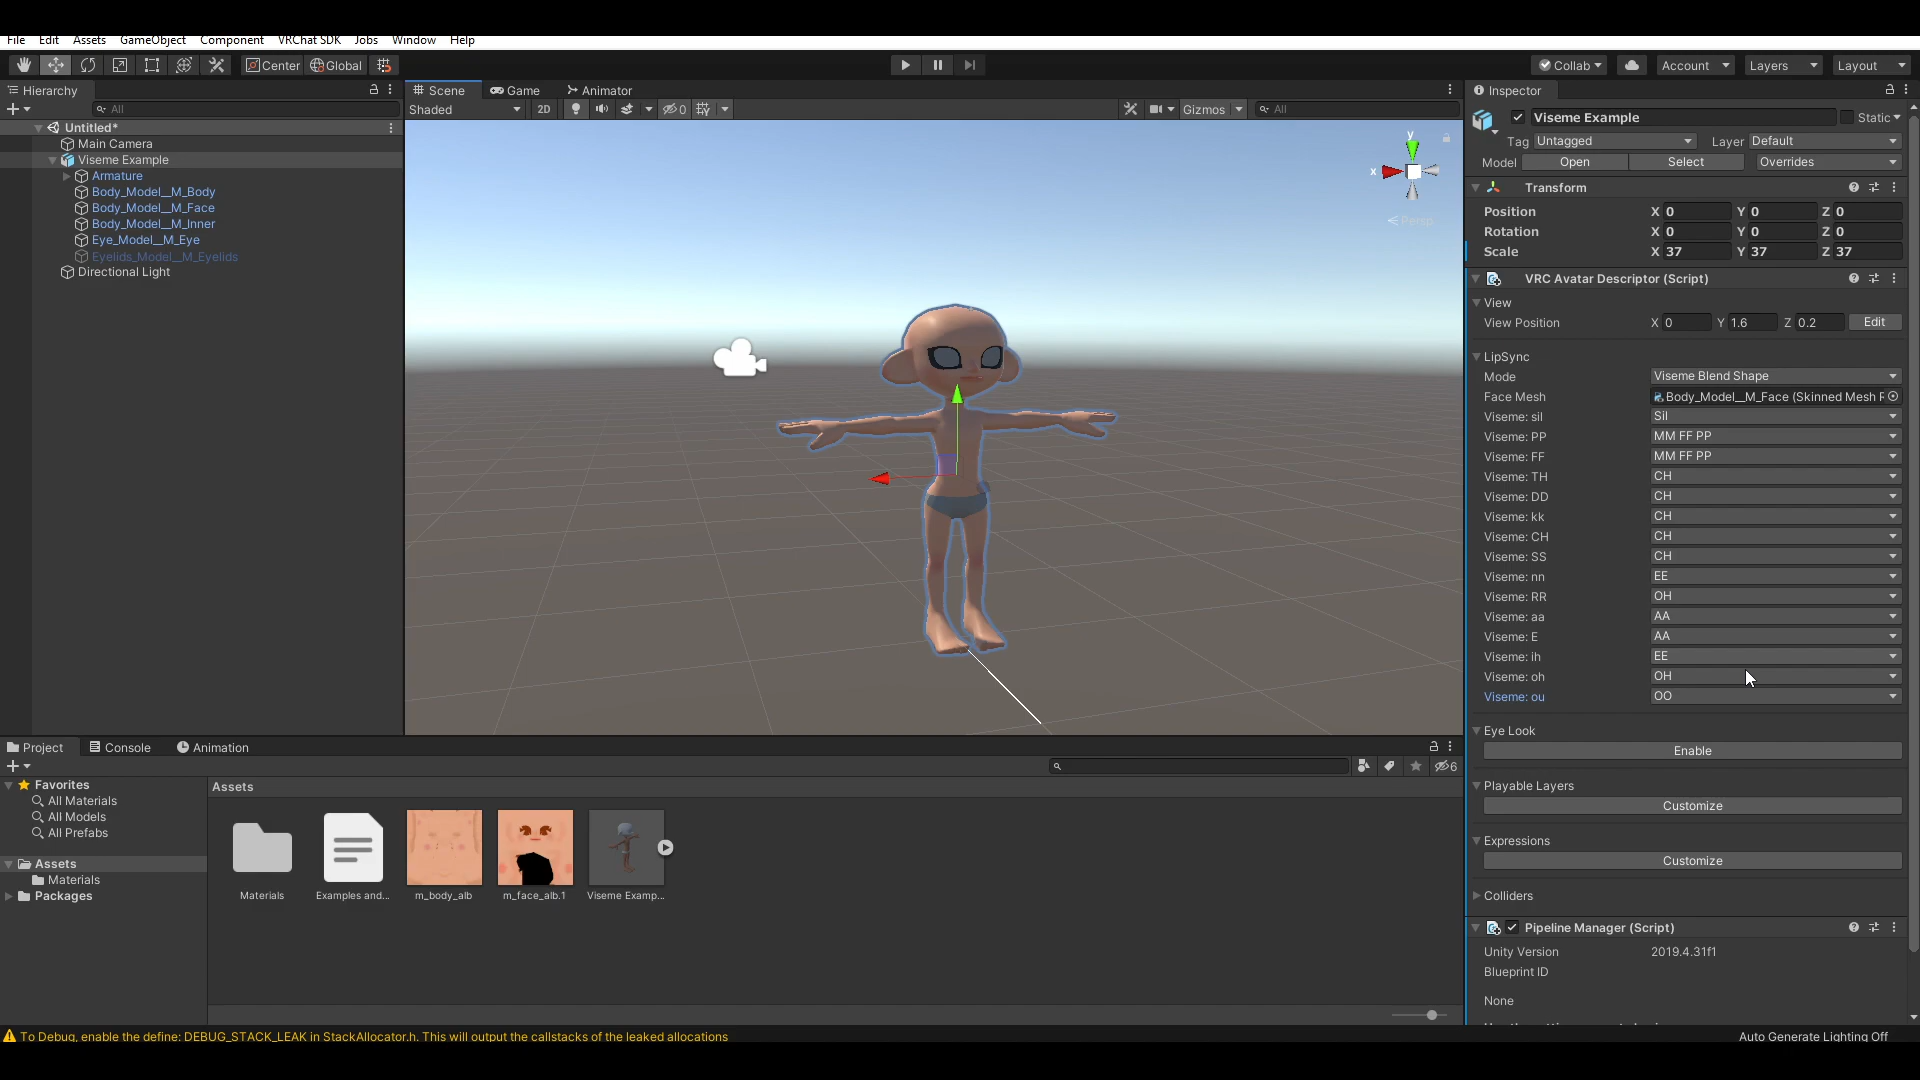 File Edit Assets GameObject Component VRChat SDK Jobs Window Help
Center Global Collab Account Layers Layout
Hierarchy
All
Untitled*
Main Camera
Viseme Example
Armature
Body_Model__M_Body
Body_Model__M_Face
Body_Model__M_Inner
Eye_Model__M_Eye
Eyelids_Model__M_Eyelids
Directional Light
Scene Game Animator
Shaded 2D 0 Gizmos All
y
x
Persp
Inspector
Viseme Example Static
Tag Untagged Layer Default
Model Open Select Overrides
Transform
Position X 0 Y 0 Z 0
Rotation X 0 Y 0 Z 0
Scale X 37 Y 37 Z 37
VRC Avatar Descriptor (Script)
View
View Position X 0 Y 1.6 Z 0.2 Edit
LipSync
Mode Viseme Blend Shape
Face Mesh Body_Model__M_Face (Skinned Mesh R
Viseme: sil Sil
Viseme: PP MM FF PP
Viseme: FF MM FF PP
Viseme: TH CH
Viseme: DD CH
Viseme: kk CH
Viseme: CH CH
Viseme: SS CH
Viseme: nn EE
Viseme: RR OH
Viseme: aa AA
Viseme: E AA
Viseme: ih EE
Viseme: oh OH
Viseme: ou OO
Eye Look
Enable
Playable Layers
Customize
Expressions
Customize
Colliders
Pipeline Manager (Script)
Unity Version 2019.4.31f1
Blueprint ID
None
Project Console Animation
6
Favorites
All Materials
All Models
All Prefabs
Assets
Materials
Packages
Assets
Materials Examples and... m_body_alb m_face_alb.1 Viseme Examp...
To Debug, enable the define: DEBUG_STACK_LEAK in StackAllocator.h. This will output the callstacks of the leaked allocations
Auto Generate Lighting Off